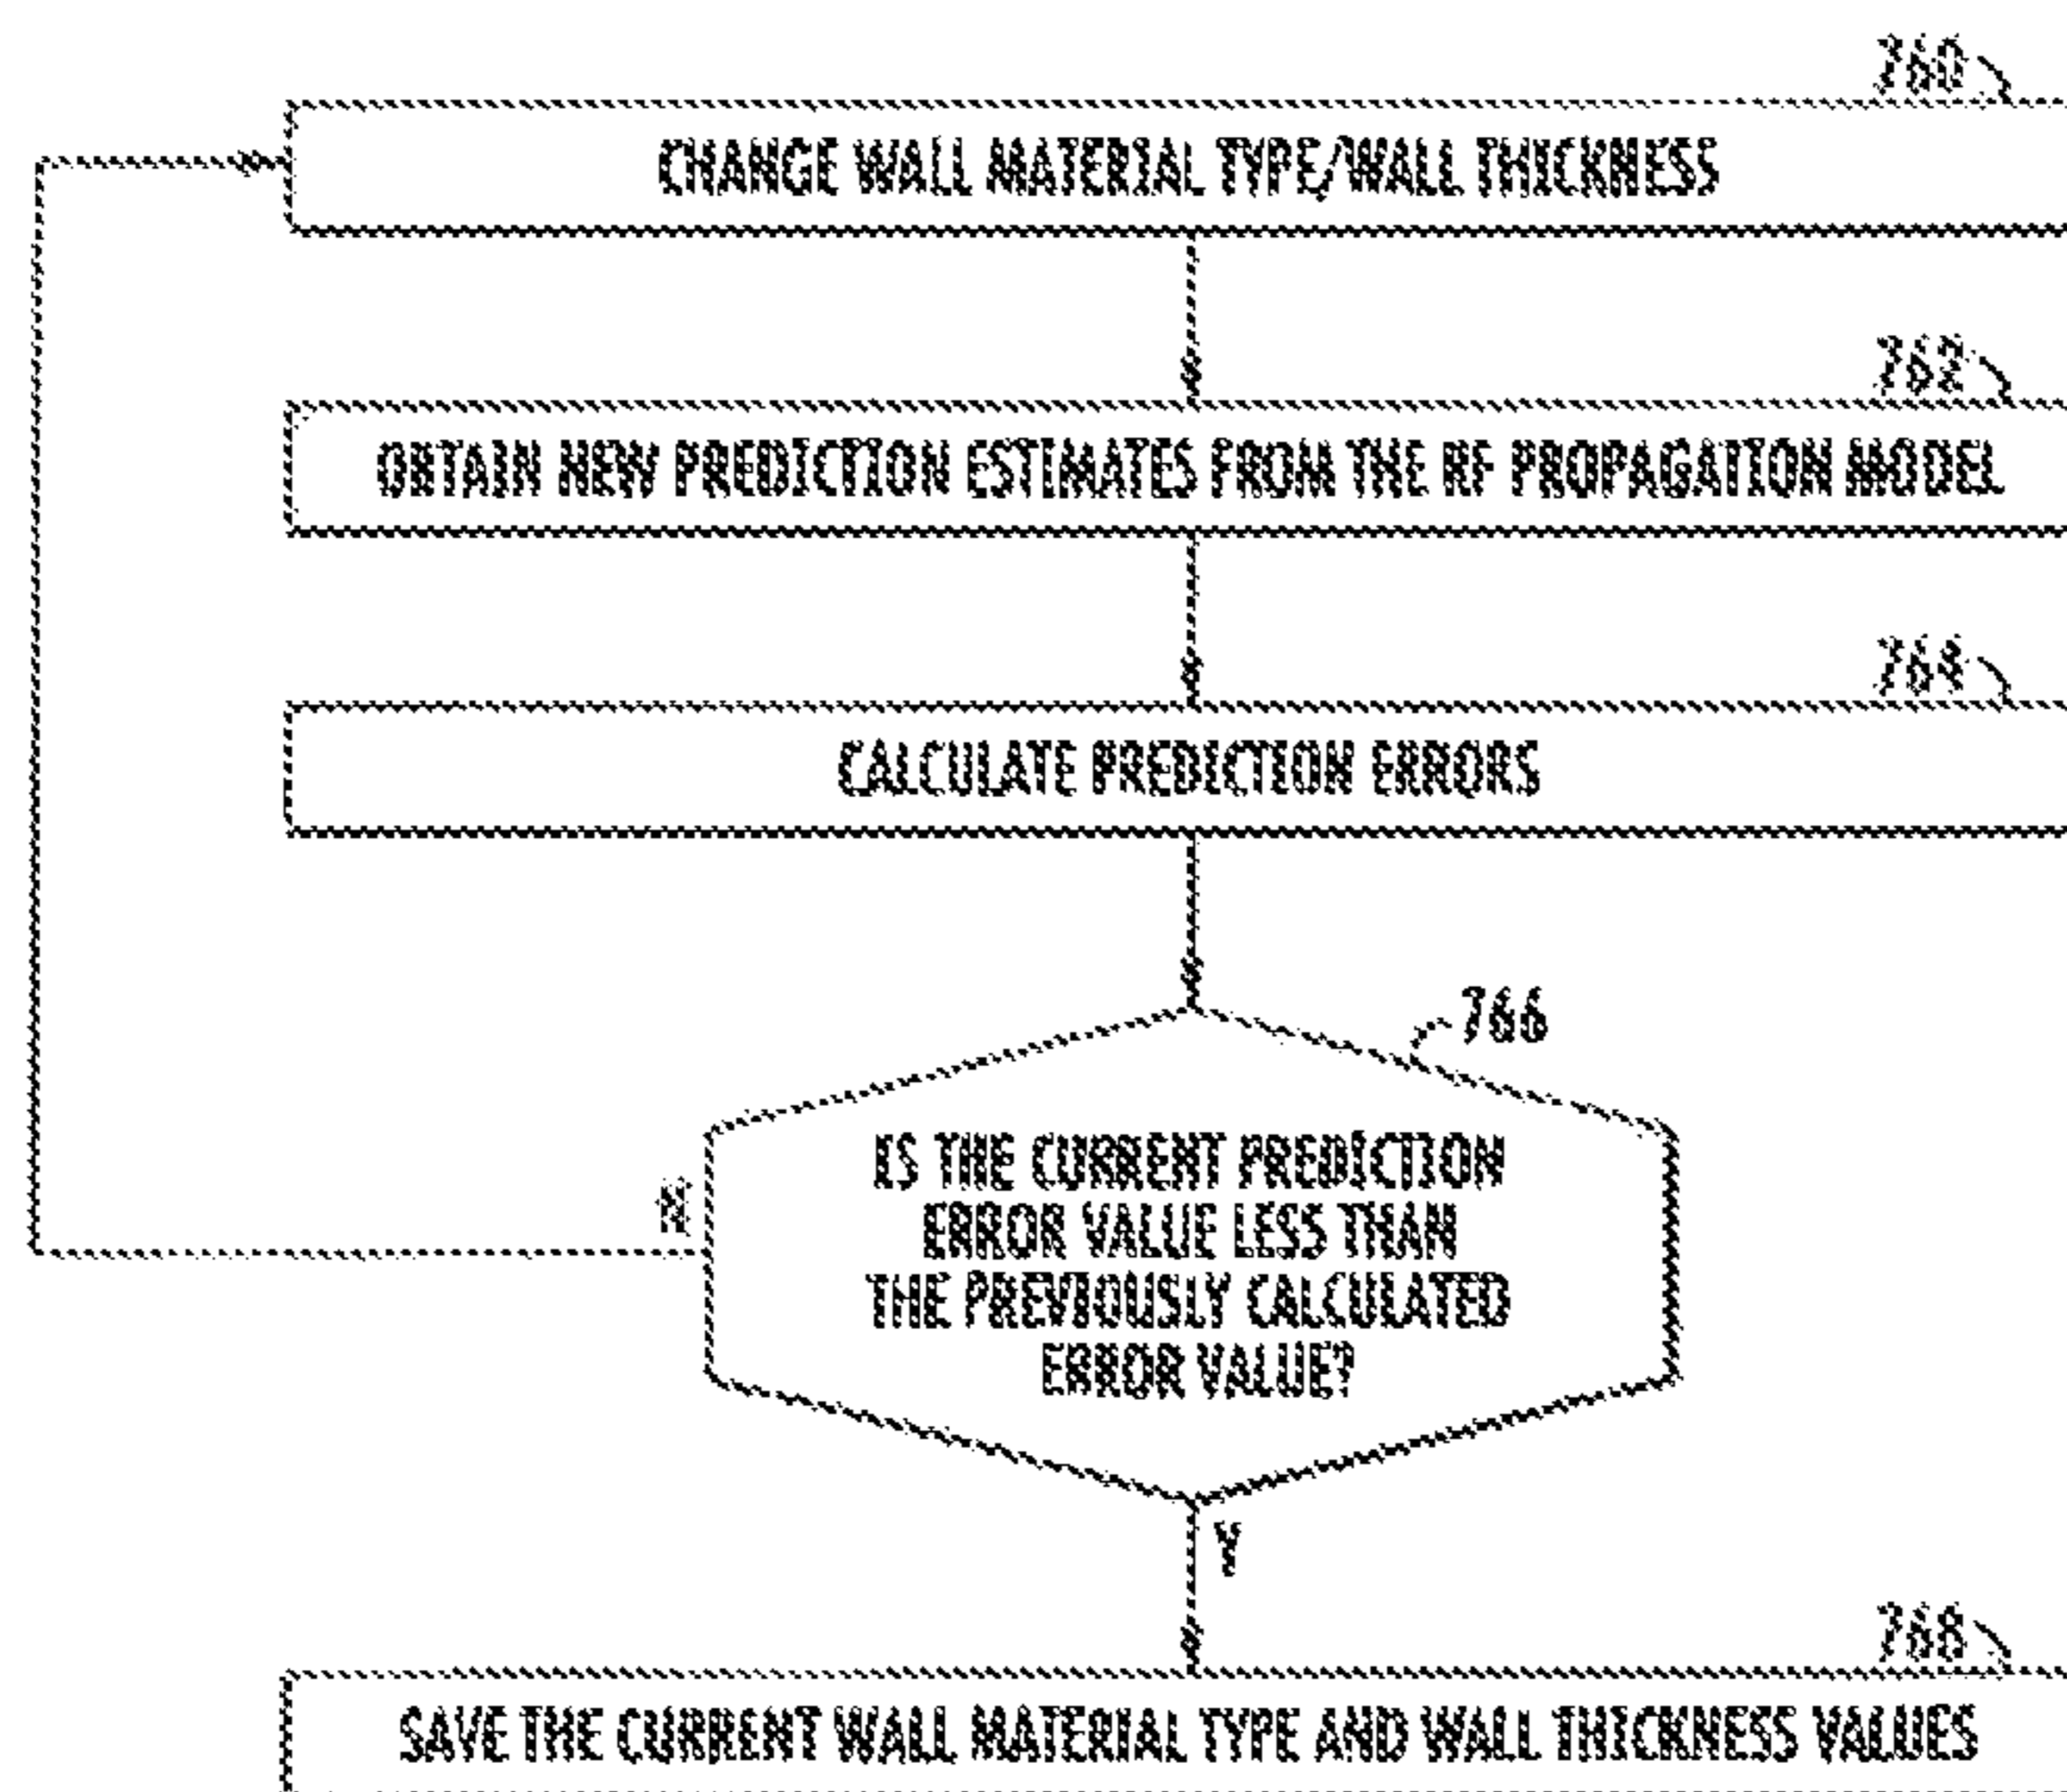 760
CHANGE WALL MATERIAL TYPE/WALL THICKNESS
762
OBTAIN NEW PREDICTION ESTIMATES FROM THE RF PROPAGATION MODEL
764
CALCULATE PREDICTION ERRORS
766
IS THE CURRENT PREDICTION
ERROR VALUE LESS THAN
THE PREVIOUSLY CALCULATED
ERROR VALUE?
N
Y
768
SAVE THE CURRENT WALL MATERIAL TYPE AND WALL THICKNESS VALUES